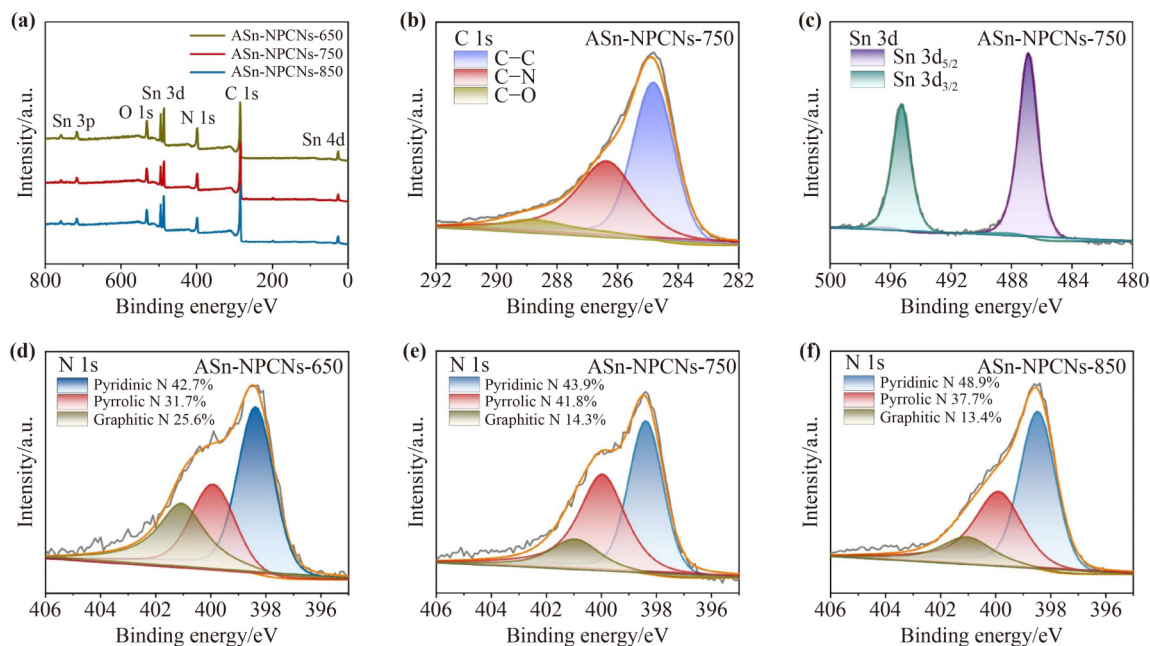 (a)
ASn-NPCNs-650
ASn-NPCNs-750
ASn-NPCNs-850
Sn 3p
O 1s
Sn 3d
N 1s
C 1s
Sn 4d
Intensity/a.u.
800 600 400 200 0
Binding energy/eV
(b)
C 1s
ASn-NPCNs-750
C−C
C−N
C−O
Intensity/a.u.
292 290 288 286 284 282
Binding energy/eV
(c)
Sn 3d
ASn-NPCNs-750
Sn 3d5/2
Sn 3d3/2
Intensity/a.u.
500 496 492 488 484 480
Binding energy/eV
(d)
N 1s
ASn-NPCNs-650
Pyridinic N 42.7%
Pyrrolic N 31.7%
Graphitic N 25.6%
Intensity/a.u.
406 404 402 400 398 396
Binding energy/eV
(e)
N 1s
ASn-NPCNs-750
Pyridinic N 43.9%
Pyrrolic N 41.8%
Graphitic N 14.3%
Intensity/a.u.
406 404 402 400 398 396
Binding energy/eV
(f)
N 1s
ASn-NPCNs-850
Pyridinic N 48.9%
Pyrrolic N 37.7%
Graphitic N 13.4%
Intensity/a.u.
406 404 402 400 398 396
Binding energy/eV